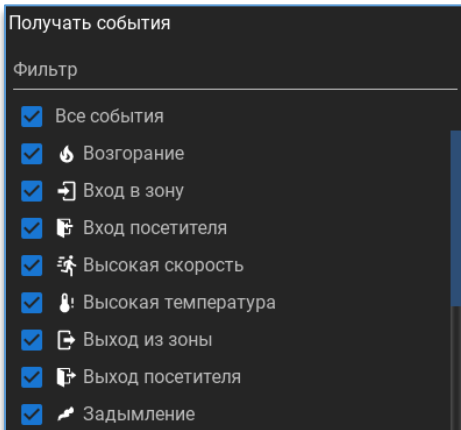 Получать события
Фильтр
Все события
Возгорание
Вход в зону
Вход посетителя
Высокая скорость
Высокая температура
Выход из зоны
Выход посетителя
Задымление